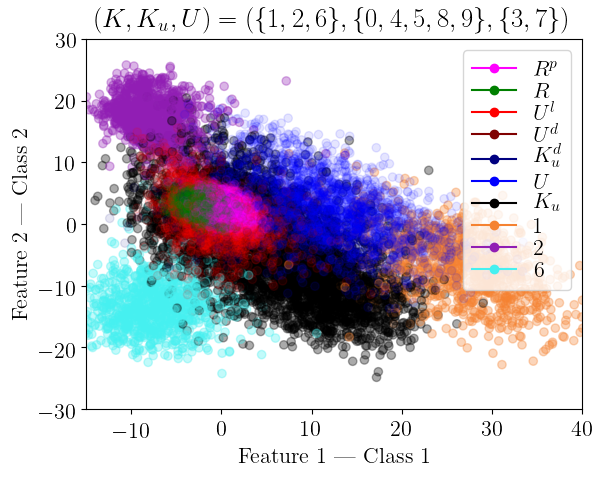 (K, K_u, U) = ({1, 2, 6}, {0, 4, 5, 8, 9}, {3, 7})
30
20
10
0
−10
−20
−30
Feature 2 — Class 2
R^p
R
U^l
U^d
K_u^d
U
K_u
1
2
6
−10
0
10
20
30
40
Feature 1 — Class 1